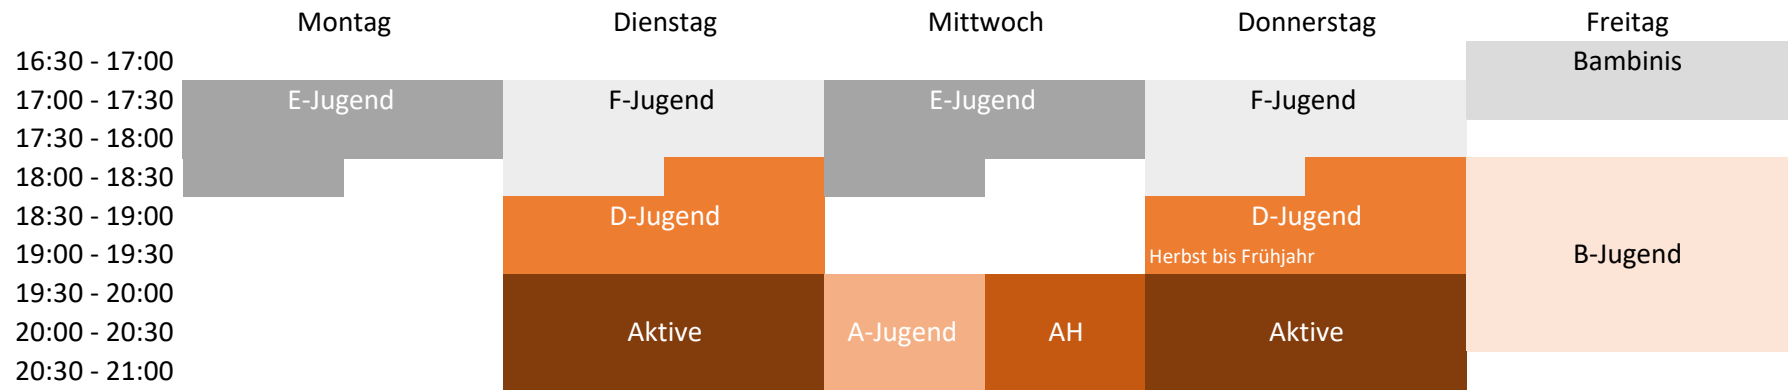 Montag Dienstag Mittwoch Donnerstag Freitag
16:30 - 17:00 Bambinis
17:00 - 17:30 E-Jugend F-Jugend E-Jugend F-Jugend
17:30 - 18:00
18:00 - 18:30
18:30 - 19:00 D-Jugend D-Jugend
19:00 - 19:30 Herbst bis Frühjahr B-Jugend
19:30 - 20:00
20:00 - 20:30 Aktive A-Jugend AH Aktive
20:30 - 21:00